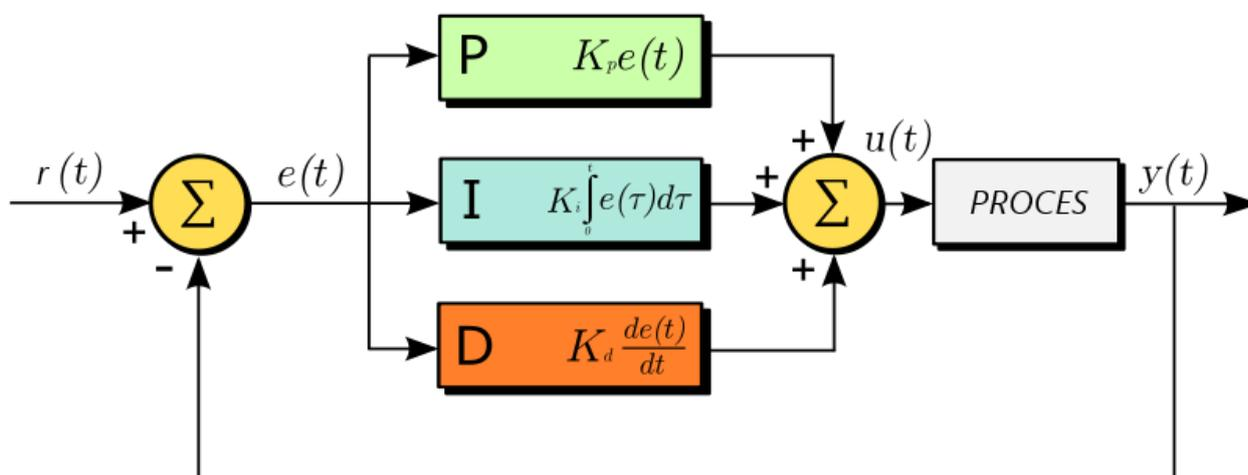 P K_p e(t)
r(t)
+
-
Σ
e(t)
I K_i ∫_0^t e(τ)dτ
D K_d de(t)/dt
+
+
+
Σ
u(t)
PROCES
y(t)